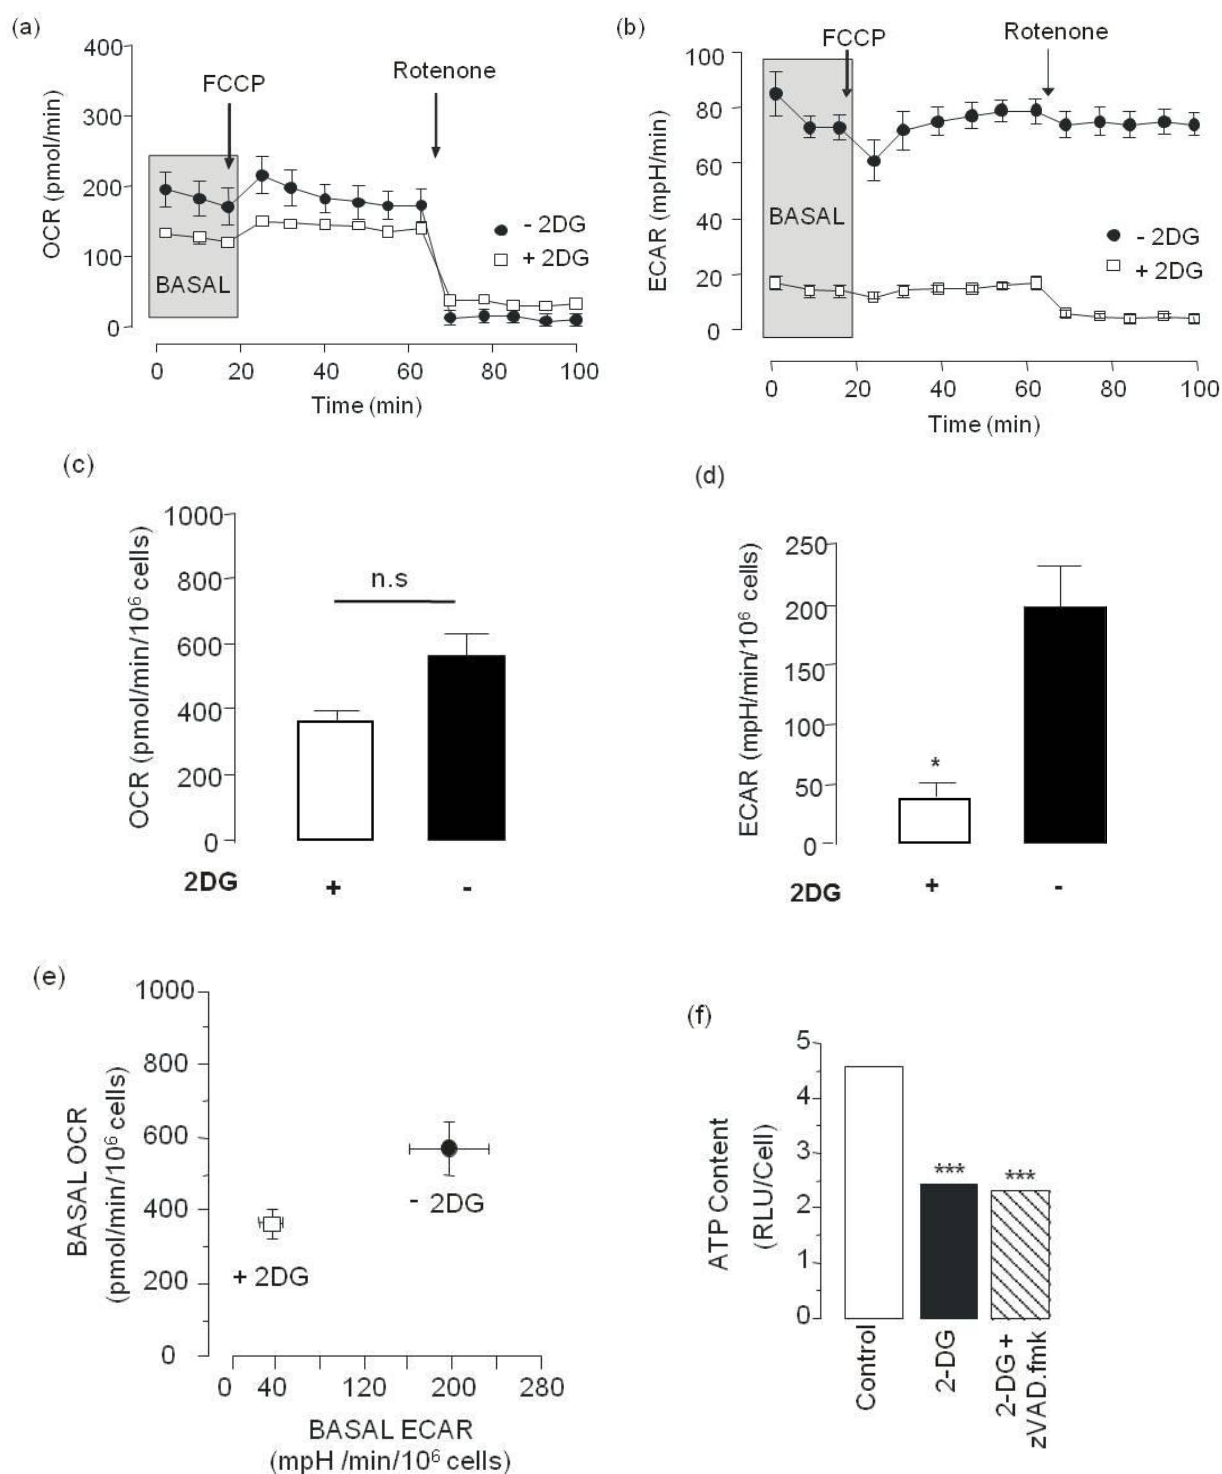 (a)
400
300
200
100
0
OCR (pmol/min)
FCCP
Rotenone
BASAL
- 2DG
+ 2DG
0 20 40 60 80 100
Time (min)
(b)
100
80
60
40
20
0
ECAR (mpH/min)
FCCP
Rotenone
BASAL
- 2DG
+ 2DG
0 20 40 60 80 100
Time (min)
(c)
1000
800
600
400
200
0
OCR (pmol/min/10⁶ cells)
n.s
2DG + -
(d)
250
200
150
100
50
0
ECAR (mpH/min/10⁶ cells)
*
2DG + -
(e)
1000
800
600
400
200
0
BASAL OCR
(pmol/min/10⁶ cells)
- 2DG
+ 2DG
0 40 120 200 280
BASAL ECAR
(mpH /min/10⁶ cells)
(f)
5
4
3
2
1
0
ATP Content
(RLU/Cell)
*** ***
Control
2-DG
2-DG +
zVAD.fmk